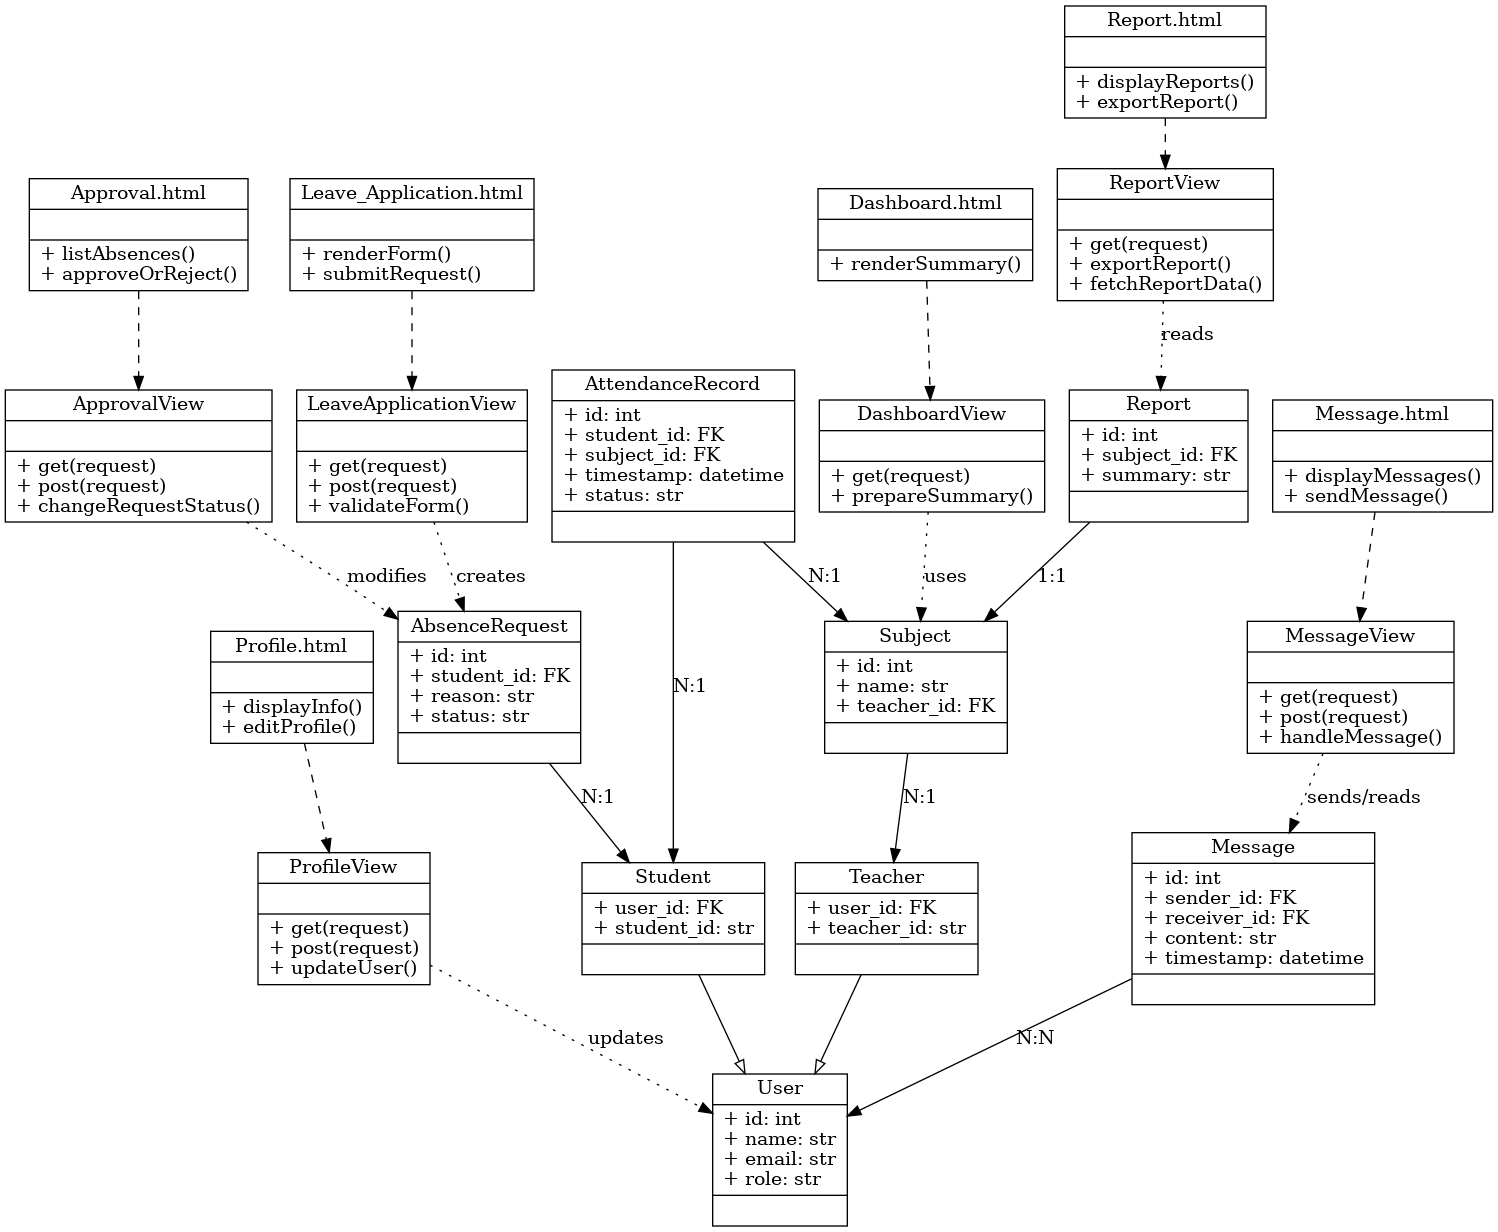 Report.html
+ displayReports()
+ exportReport()
Approval.html
+ listAbsences()
+ approveOrReject()
Leave_Application.html
+ renderForm()
+ submitRequest()
Dashboard.html
+ renderSummary()
ReportView
+ get(request)
+ exportReport()
+ fetchReportData()
reads
ApprovalView
+ get(request)
+ post(request)
+ changeRequestStatus()
LeaveApplicationView
+ get(request)
+ post(request)
+ validateForm()
AttendanceRecord
+ id: int
+ student_id: FK
+ subject_id: FK
+ timestamp: datetime
+ status: str
DashboardView
+ get(request)
+ prepareSummary()
Report
+ id: int
+ subject_id: FK
+ summary: str
Message.html
+ displayMessages()
+ sendMessage()
modifies
creates
N:1
uses
1:1
Profile.html
+ displayInfo()
+ editProfile()
AbsenceRequest
+ id: int
+ student_id: FK
+ reason: str
+ status: str
N:1
Subject
+ id: int
+ name: str
+ teacher_id: FK
MessageView
+ get(request)
+ post(request)
+ handleMessage()
N:1
N:1
sends/reads
ProfileView
+ get(request)
+ post(request)
+ updateUser()
Student
+ user_id: FK
+ student_id: str
Teacher
+ user_id: FK
+ teacher_id: str
Message
+ id: int
+ sender_id: FK
+ receiver_id: FK
+ content: str
+ timestamp: datetime
updates
N:N
User
+ id: int
+ name: str
+ email: str
+ role: str